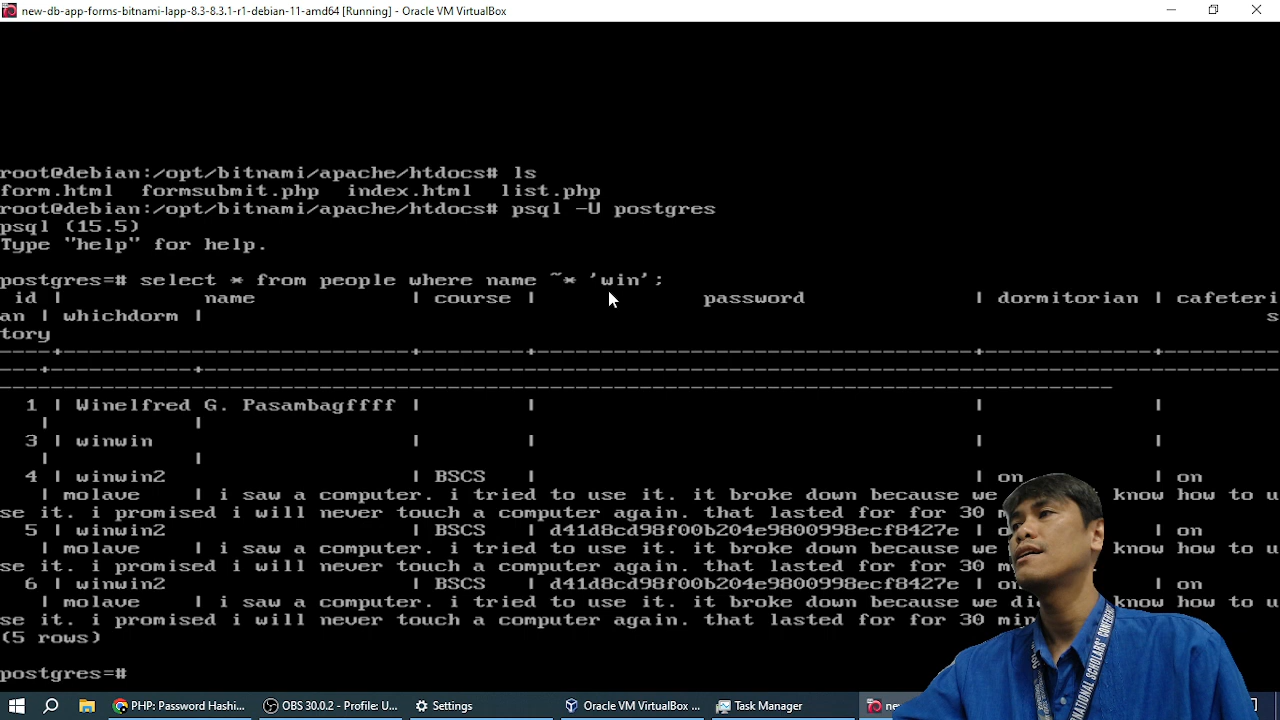 new-db-app-forms-bitnami-lapp-8.3-8.3.1-r1-debian-11-amd64 [Running] - Oracle VM VirtualBox
root@debian:/opt/bitnami/apache/htdocs# ls
form.html  formsubmit.php  index.html  list.php
root@debian:/opt/bitnami/apache/htdocs# psql -U postgres
psql (15.5)
Type "help" for help.
postgres=# select * from people where name ~* 'win';
id | name | course | password | dormitorian | cafeteri
an | whichdorm | s
tory
1 | Winelfred G. Pasambagffff | | | |
| |
3 | winwin | | | |
| |
4 | winwin2 | BSCS | | on | on
| molave | i saw a computer. i tried to use it. it broke down because we know how to u
se it. i promised i will never touch a computer again. that lasted for for 30
5 | winwin2 | BSCS | d41d8cd98f00b204e9800998ecf8427e | | on
| molave | i saw a computer. i tried to use it. it broke down because we know how to u
se it. i promised i will never touch a computer again. that lasted for for 30
6 | winwin2 | BSCS | d41d8cd98f00b204e9800998ecf8427e | | on
| molave | i saw a computer. i tried to use it. it broke down because we know how to u
se it. i promised i will never touch a computer again. that lasted for for 30 min
(5 rows)
postgres=#
PHP: Password Hashi... OBS 30.0.2 - Profile: U... Settings Oracle VM VirtualBox ... Task Manager